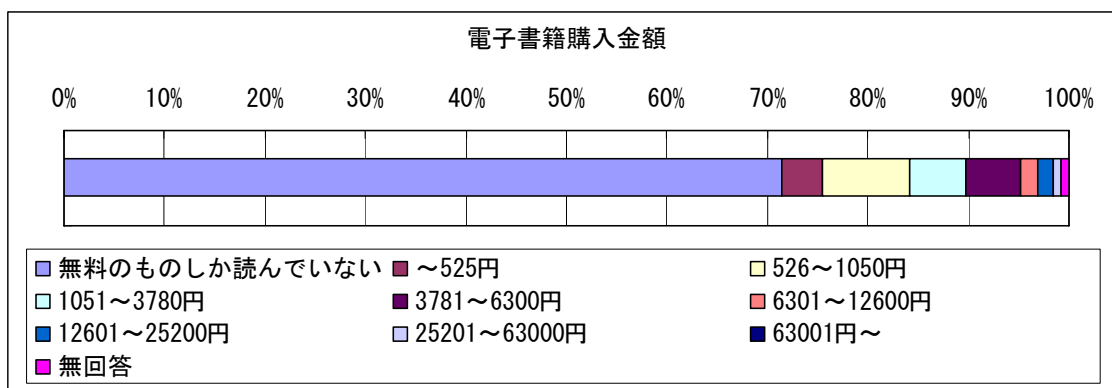 電子書籍購入金額
0% 10% 20% 30% 40% 50% 60% 70% 80% 90% 100%
無料のものしか読んでいない ～525円 526～1050円
1051～3780円 3781～6300円 6301～12600円
12601～25200円 25201～63000円 63001円～
無回答